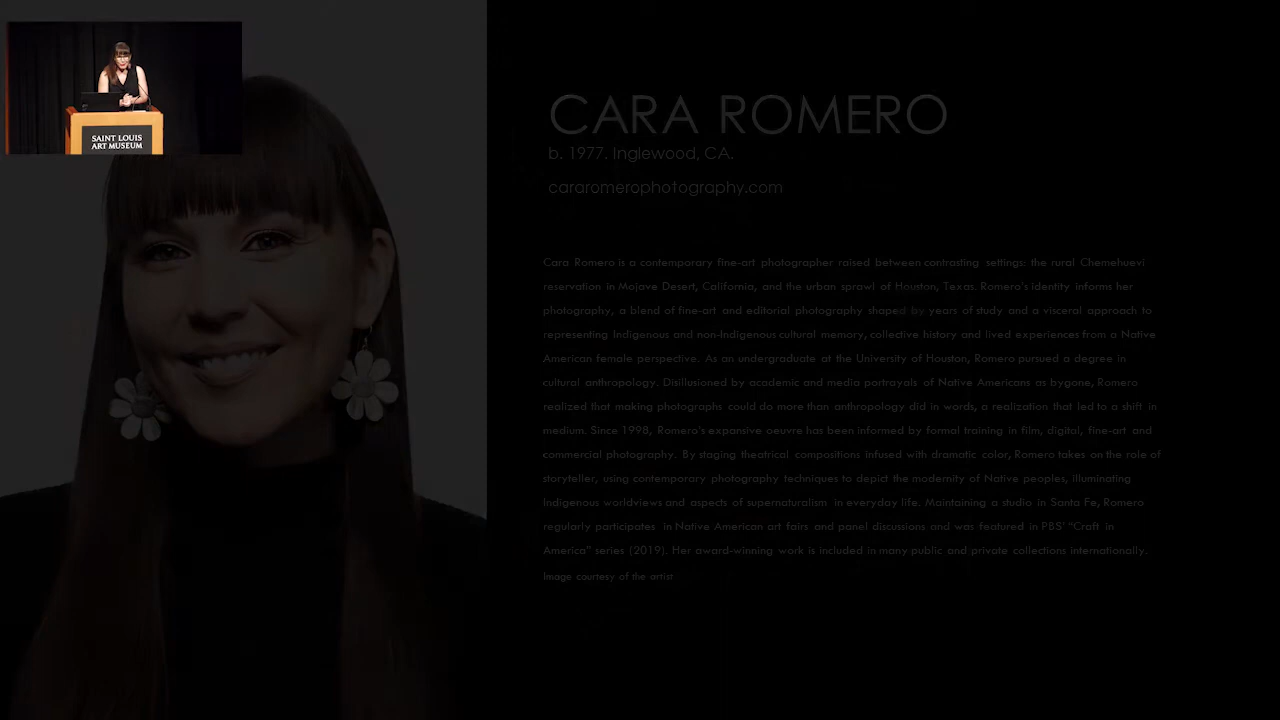 SAINT LOUIS
ART MUSEUM
CARA ROMERO
b. 1977. Inglewood, CA.
cararomerophotography.com
Cara Romero is a contemporary fine-art photographer raised between contrasting settings: the rural Chemehuevi
reservation in Mojave Desert, California, and the urban sprawl of Houston, Texas. Romero's identity informs her
photography, a blend of fine-art and editorial photography shaped by years of study and a visceral approach to
representing Indigenous and non-Indigenous cultural memory, collective history and lived experiences from a Native
American female perspective. As an undergraduate at the University of Houston, Romero pursued a degree in
cultural anthropology. Disillusioned by academic and media portrayals of Native Americans as bygone, Romero
realized that making photographs could do more than anthropology did in words, a realization that led to a shift in
medium. Since 1998, Romero's expansive oeuvre has been informed by formal training in film, digital, fine-art and
commercial photography. By staging theatrical compositions infused with dramatic color, Romero takes on the role of
storyteller, using contemporary photography techniques to depict the modernity of Native peoples, illuminating
Indigenous worldviews and aspects of supernaturalism in everyday life. Maintaining a studio in Santa Fe, Romero
regularly participates in Native American art fairs and panel discussions and was featured in PBS' "Craft in
America" series (2019). Her award-winning work is included in many public and private collections internationally.
Image courtesy of the artist